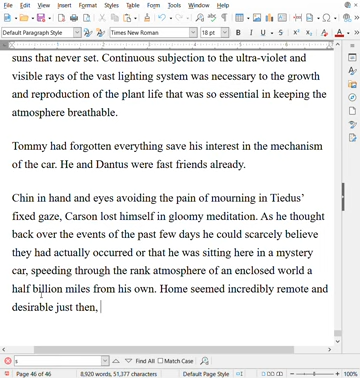 File Edit View Insert Format Styles Table Form Tools Window Help
Default Paragraph Style Times New Roman 18 pt
suns that never set. Continuous subjection to the ultra-violet and
visible rays of the vast lighting system was necessary to the growth
and reproduction of the plant life that was so essential in keeping the
atmosphere breathable.
Tommy had forgotten everything save his interest in the mechanism
of the car. He and Dantus were fast friends already.
Chin in hand and eyes avoiding the pain of mourning in Tiedus’
fixed gaze, Carson lost himself in gloomy meditation. As he thought
back over the events of the past few days he could scarcely believe
they had actually occurred or that he was sitting here in a mystery
car, speeding through the rank atmosphere of an enclosed world a
half billion miles from his own. Home seemed incredibly remote and
desirable just then,
s Find All Match Case
Page 46 of 46 8,920 words, 51,377 characters Default Page Style 100%